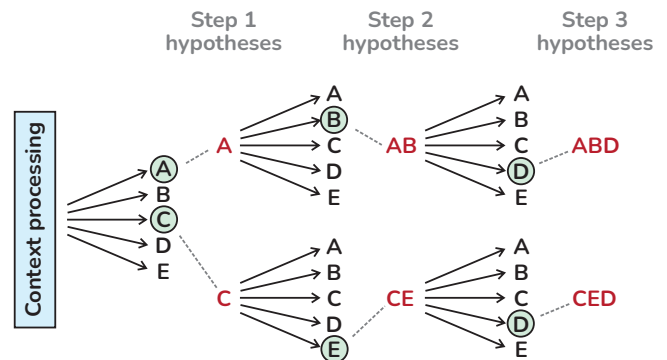 Step 1
hypotheses
Step 2
hypotheses
Step 3
hypotheses
Context processing
A
B
C
D
E
A
C
A
B
C
D
E
A
B
C
D
E
AB
CE
A
B
C
D
E
A
B
C
D
E
ABD
CED